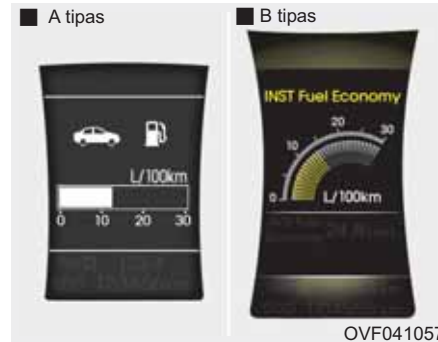 ■ A tipas
L/100km
0 10 20 30
■ B tipas
INST Fuel Economy
0 10 20 30
L/100km
OVF041057